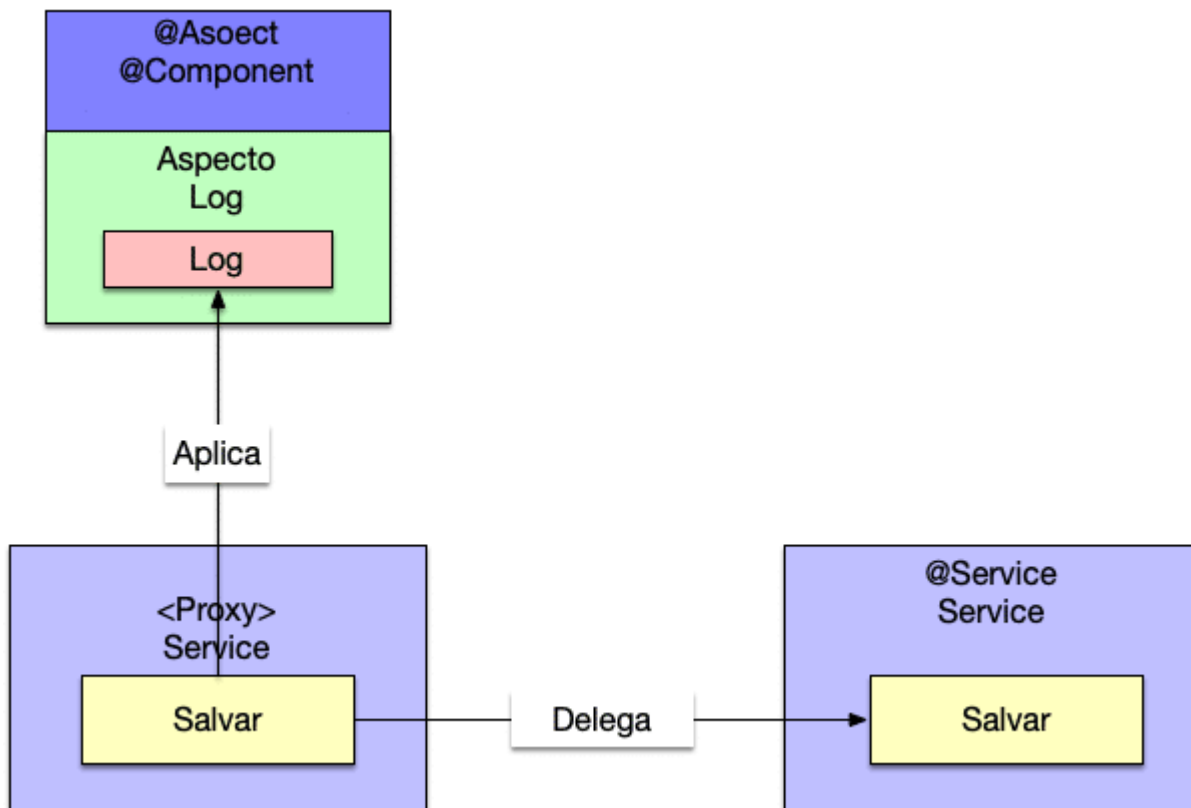 @Asoect
@Component
Aspecto
Log
Log
Aplica
<Proxy>
Service
Salvar
Delega
@Service
Service
Salvar